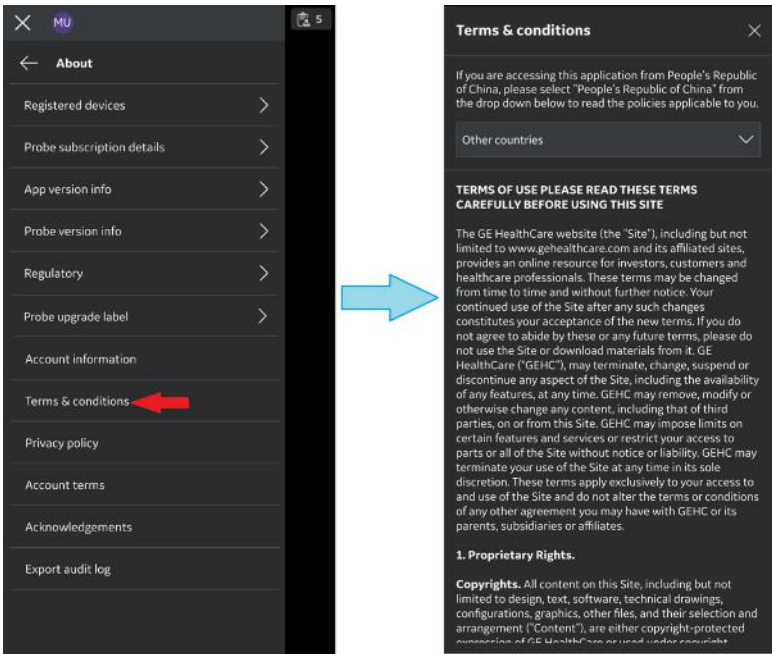 MU
5
About
Registered devices
Probe subscription details
App version info
Probe version info
Regulatory
Probe upgrade label
Account information
Terms & conditions
Privacy policy
Account terms
Acknowledgements
Export audit log
Terms & conditions
If you are accessing this application from People's Republic
of China, please select "People's Republic of China" from
the drop down below to read the policies applicable to you.
Other countries
TERMS OF USE PLEASE READ THESE TERMS
CAREFULLY BEFORE USING THIS SITE
The GE HealthCare website (the "Site"), including but not
limited to www.gehealthcare.com and its affiliated sites,
provides an online resource for investors, customers and
healthcare professionals. These terms may be changed
from time to time and without further notice. Your
continued use of the Site after any such changes
constitutes your acceptance of the new terms. If you do
not agree to abide by these or any future terms, please do
not use the Site or download materials from it. GE
HealthCare ("GEHC"), may terminate, change, suspend or
discontinue any aspect of the Site, including the availability
of any features, at any time. GEHC may remove, modify or
otherwise change any content, including that of third
parties, on or from this Site. GEHC may impose limits on
certain features and services or restrict your access to
parts or all of the Site without notice or liability. GEHC may
terminate your use of the Site at any time in its sole
discretion. These terms apply exclusively to your access to
and use of the Site and do not alter the terms or conditions
of any other agreement you may have with GEHC or its
parents, subsidiaries or affiliates.
1. Proprietary Rights.
Copyrights. All content on this Site, including but not
limited to design, text, software, technical drawings,
configurations, graphics, other files, and their selection and
arrangement ("Content"), are either copyright-protected
expression of GE HealthCare or used under copyright